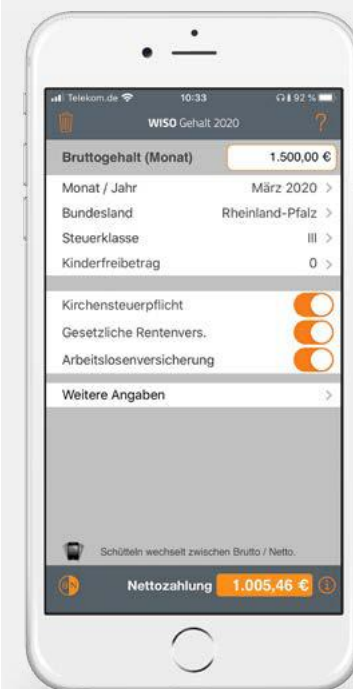 Telekom.de 10:33 92 %
WISO Gehalt 2020 ?
Bruttogehalt (Monat) 1.500,00 €
Monat / Jahr März 2020 >
Bundesland Rheinland-Pfalz >
Steuerklasse III >
Kinderfreibetrag 0 >
Kirchensteuerpflicht
Gesetzliche Rentenvers.
Arbeitslosenversicherung
Weitere Angaben >
Schütteln wechselt zwischen Brutto / Netto.
Nettozahlung 1.005,46 €